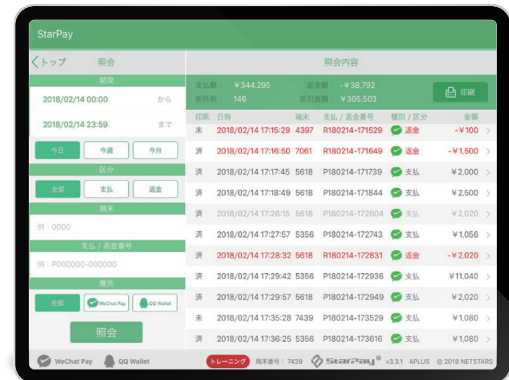 StarPay
トップ 照会 照会内容
期間
2018/02/14 00:00 から
2018/02/14 23:59 まで
今日 今週 今月
区分
全部 支払 返金
端末
例：0000
支払 / 返金番号
例：P000000-000000
種別
全部 WeChat Pay QQ Wallet
照会
支払額： ￥344,295 返金額： -￥38,792
総件数： 146 差引金額： ￥305,503
印刷
印刷 日時 端末 支払 / 返金番号 種別 / 区分 金額
未 2018/02/14 17:15:29 4397 R180214-171529 返金 -￥100
済 2018/02/14 17:16:50 7061 R180214-171649 返金 -￥1,500
済 2018/02/14 17:17:45 5618 P180214-171739 支払 ￥2,000
済 2018/02/14 17:18:49 5618 P180214-171844 支払 ￥2,500
済 2018/02/14 17:26:15 5618 P180214-172604 支払 ￥2,020
済 2018/02/14 17:27:57 5356 P180214-172743 支払 ￥1,056
済 2018/02/14 17:28:32 5618 R180214-172831 返金 -￥2,020
済 2018/02/14 17:29:42 5356 P180214-172936 支払 ￥11,040
済 2018/02/14 17:29:57 5618 P180214-172949 支払 ￥2,020
未 2018/02/14 17:35:28 7439 P180214-173529 支払 ￥1,080
済 2018/02/14 17:36:25 5356 P180214-173616 支払 ￥1,080
WeChat Pay QQ Wallet トレーニング 端末番号：7439 StarPay® v3.3.1 APLUS © 2018 NETSTARS